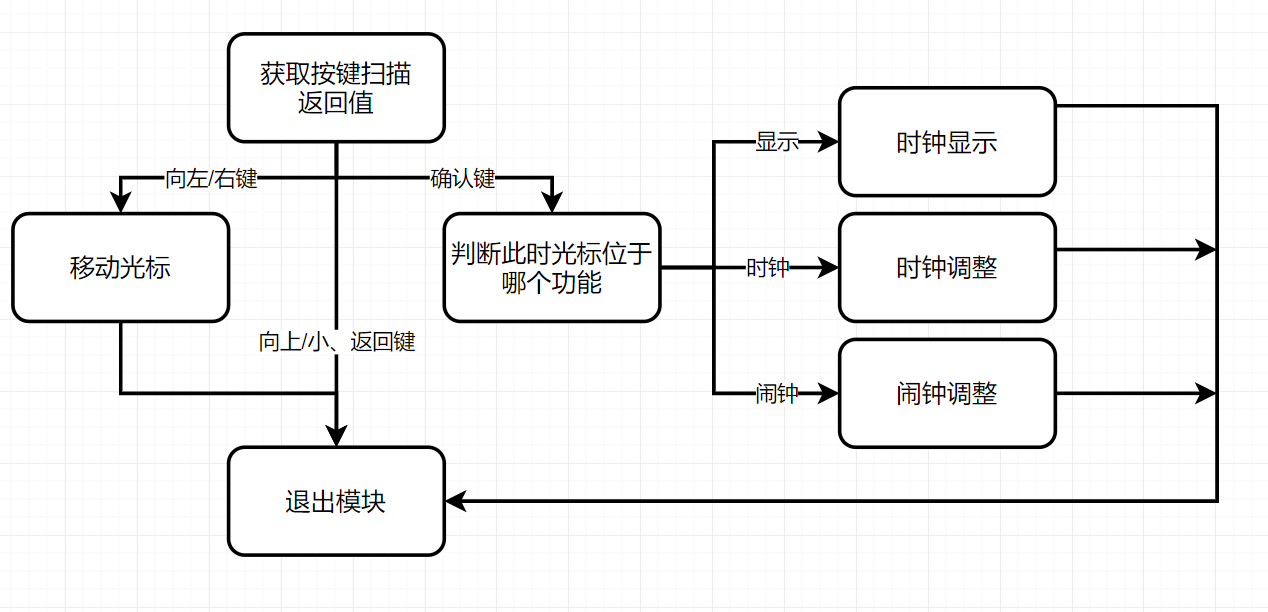 获取按键扫描
返回值
向左/右键
确认键
移动光标
判断此时光标位于
哪个功能
向上/小、返回键
显示
时钟
闹钟
时钟显示
时钟调整
闹钟调整
退出模块